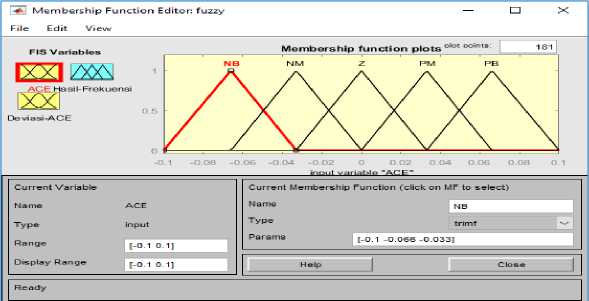 Membership Function Editor: fuzzy
File Edit View
FIS Variables
ACE Hasil-Frekuensi
Deviasi-ACE
Membership function plots plot points: 181
NB NM Z PM PB
1
0.5
0
-0.1 -0.08 -0.06 -0.04 -0.02 0 0.02 0.04 0.06 0.08 0.1
input variable "ACE"
Current Variable
Name ACE
Type input
Range [-0.1 0.1]
Display Range [-0.1 0.1]
Current Membership Function (click on MF to select)
Name NB
Type trimf
Params [-0.1 -0.066 -0.033]
Help Close
Ready